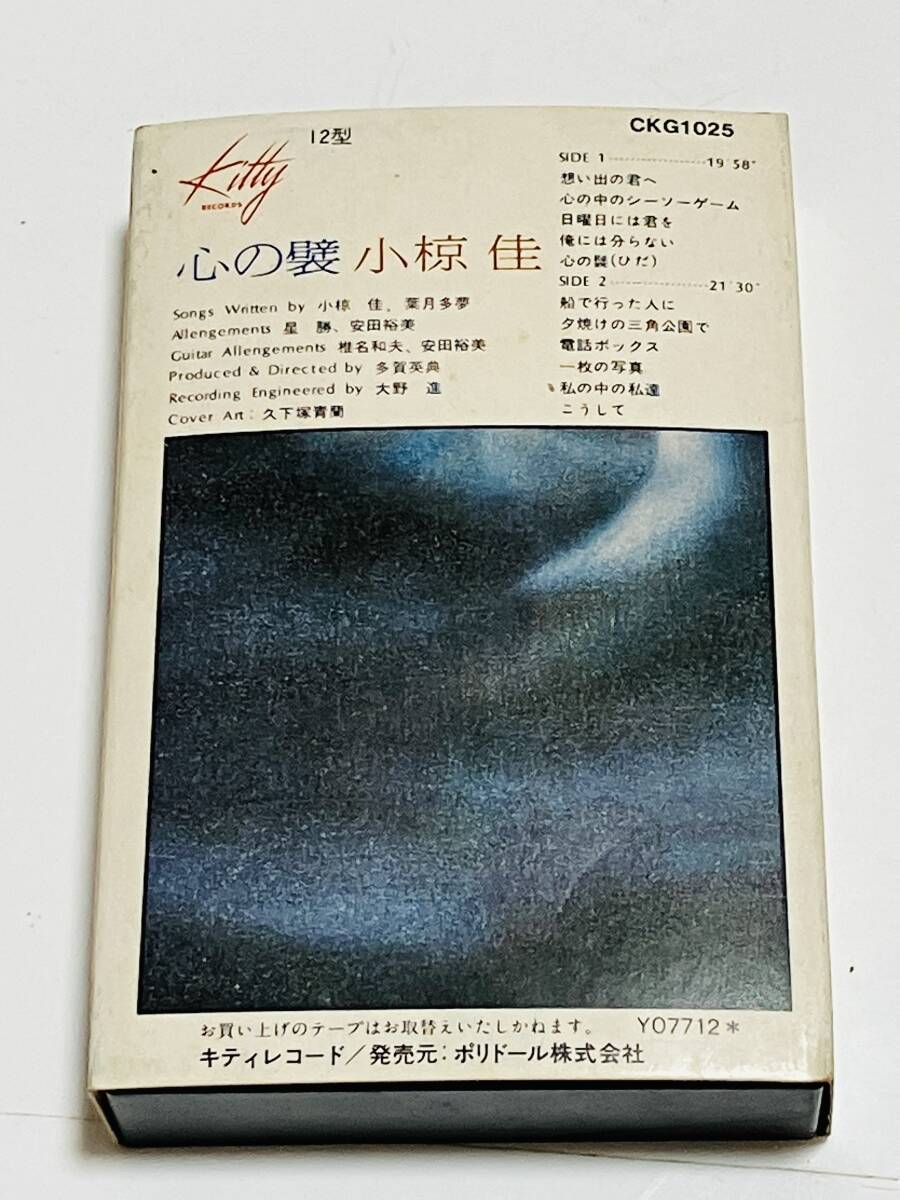 Kitty
RECORDS
12型
CKG1025
心の襞 小椋 佳
Songs Written by 小椋 佳、葉月多夢
Allengements 星 勝、安田裕美
Guitar Allengements 椎名和夫、安田裕美
Produced & Directed by 多賀英典
Recording Engineered by 大野 進
Cover Art: 久下塚青蘭
SIDE 1 19'58"
想い出の君へ
心の中のシーソーゲーム
日曜日には君を
俺には分らない
心の襞(ひだ)
SIDE 2 21'30"
船で行った人に
夕焼けの三角公園で
電話ボックス
一枚の写真
私の中の私達
こうして
お買い上げのテープはお取替えいたしかねます。 Y07712*
キティレコード/発売元:ポリドール株式会社